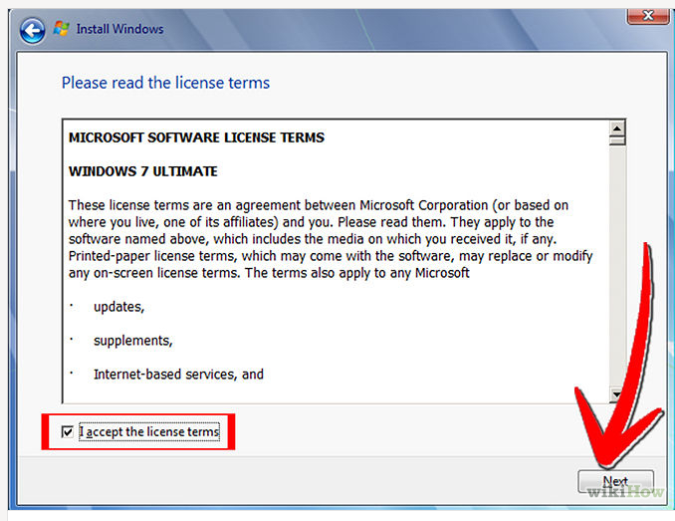 Install Windows
Please read the license terms
MICROSOFT SOFTWARE LICENSE TERMS
WINDOWS 7 ULTIMATE
These license terms are an agreement between Microsoft Corporation (or based on
where you live, one of its affiliates) and you. Please read them. They apply to the
software named above, which includes the media on which you received it, if any.
Printed-paper license terms, which may come with the software, may replace or modify
any on-screen license terms. The terms also apply to any Microsoft
· updates,
· supplements,
· Internet-based services, and
I accept the license terms
Next
wikiHow